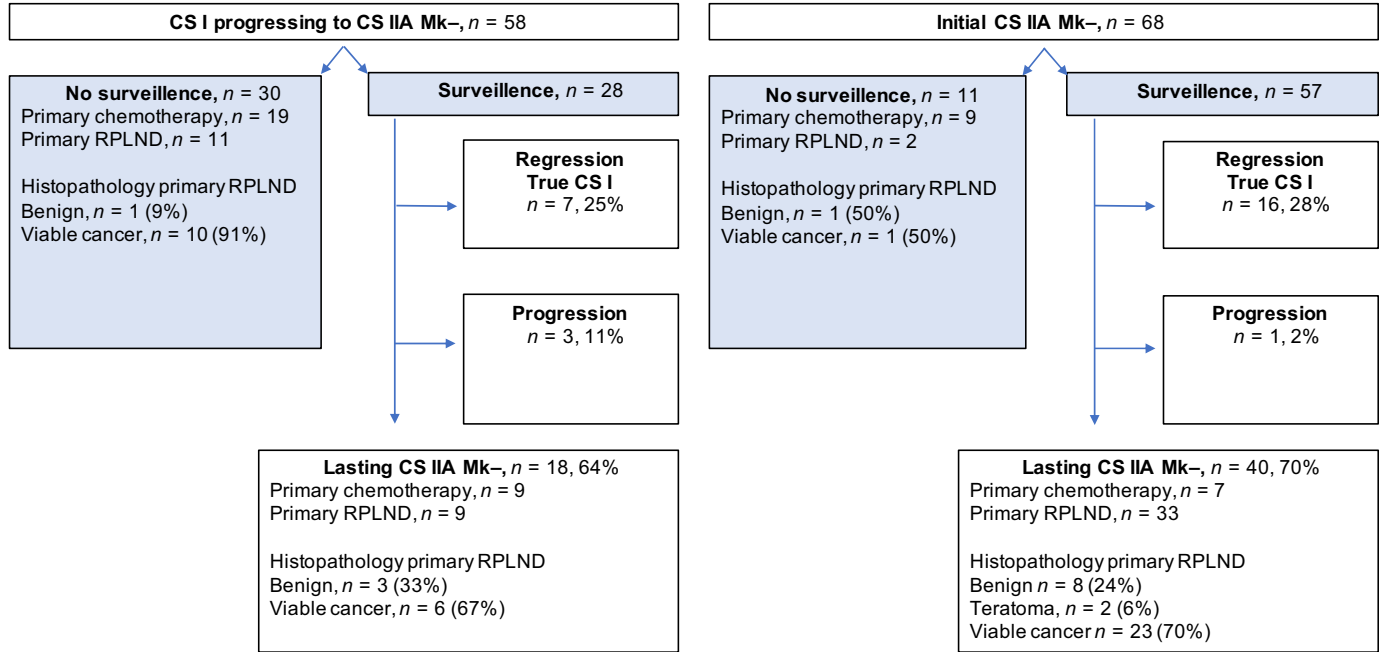 CS I progressing to CS IIA Mk–, n = 58
No surveillence, n = 30
Primary chemotherapy, n = 19
Primary RPLND, n = 11
Histopathology primary RPLND
Benign, n = 1 (9%)
Viable cancer, n = 10 (91%)
Surveillence, n = 28
Regression
True CS I
n = 7, 25%
Progression
n = 3, 11%
Lasting CS IIA Mk–, n = 18, 64%
Primary chemotherapy, n = 9
Primary RPLND, n = 9
Histopathology primary RPLND
Benign, n = 3 (33%)
Viable cancer, n = 6 (67%)
Initial CS IIA Mk–, n = 68
No surveillence, n = 11
Primary chemotherapy, n = 9
Primary RPLND, n = 2
Histopathology primary RPLND
Benign, n = 1 (50%)
Viable cancer, n = 1 (50%)
Surveillence, n = 57
Regression
True CS I
n = 16, 28%
Progression
n = 1, 2%
Lasting CS IIA Mk–, n = 40, 70%
Primary chemotherapy, n = 7
Primary RPLND, n = 33
Histopathology primary RPLND
Benign n = 8 (24%)
Teratoma, n = 2 (6%)
Viable cancer n = 23 (70%)